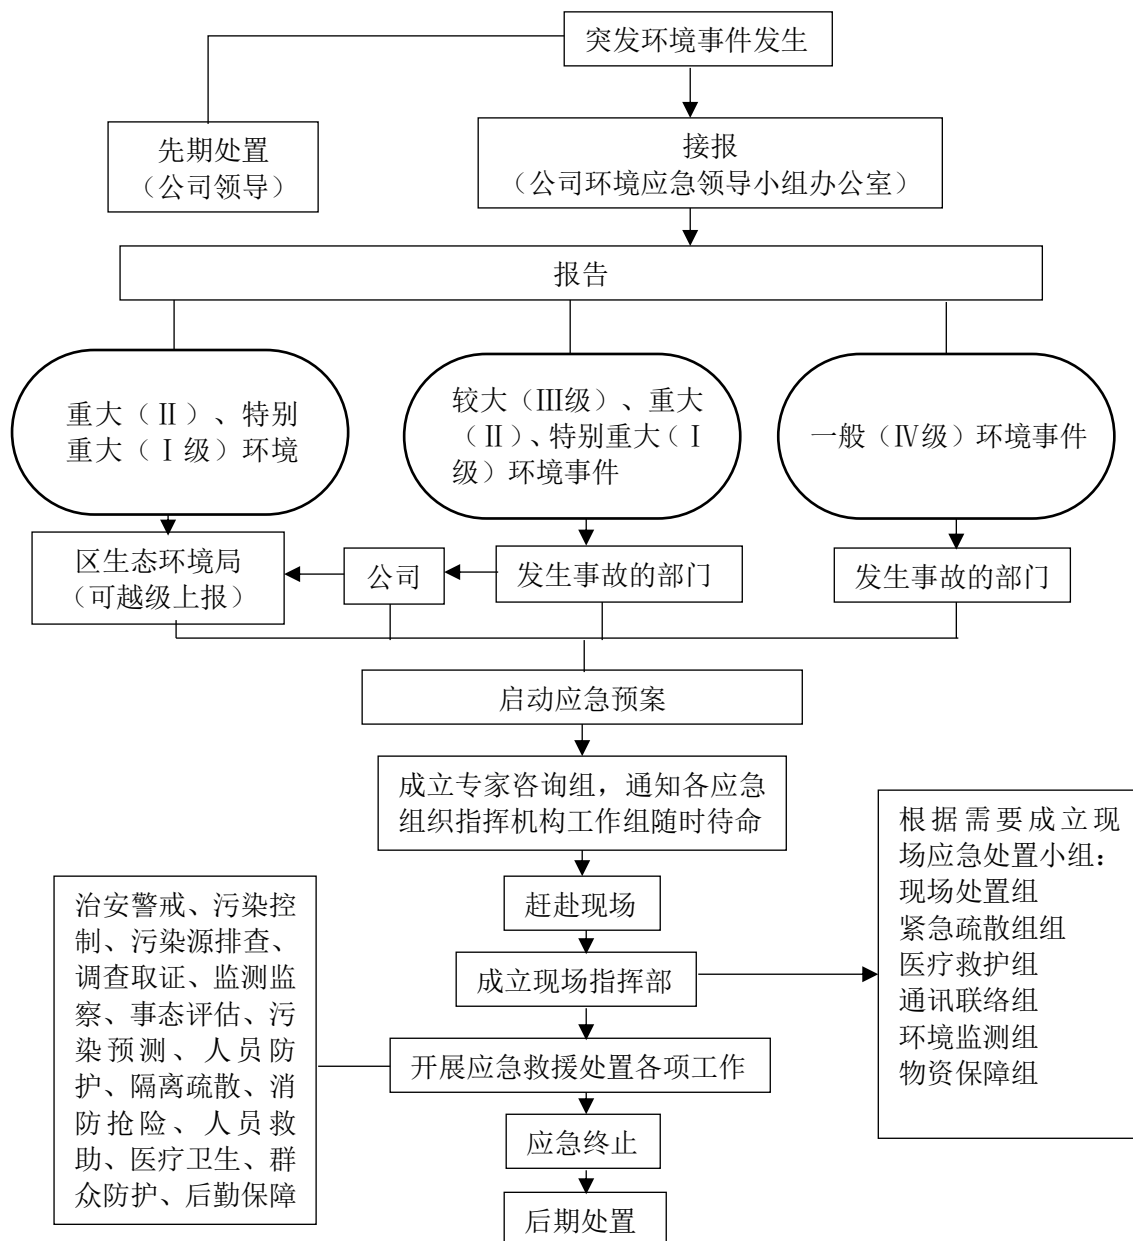 突发环境事件发生
先期处置
（公司领导）
接报
（公司环境应急领导小组办公室）
报告
重大（Ⅱ）、特别
重大（Ⅰ级）环境
较大（Ⅲ级）、重大
（Ⅱ）、特别重大（Ⅰ
级）环境事件
一般（Ⅳ级）环境事件
区生态环境局
（可越级上报）
公司
发生事故的部门
发生事故的部门
启动应急预案
成立专家咨询组，通知各应急
组织指挥机构工作组随时待命
赶赴现场
成立现场指挥部
根据需要成立现
场应急处置小组：
现场处置组
紧急疏散组组
医疗救护组
通讯联络组
环境监测组
物资保障组
治安警戒、污染控
制、污染源排查、
调查取证、监测监
察、事态评估、污
染预测、人员防
护、隔离疏散、消
防抢险、人员救
助、医疗卫生、群
众防护、后勤保障
开展应急救援处置各项工作
应急终止
后期处置